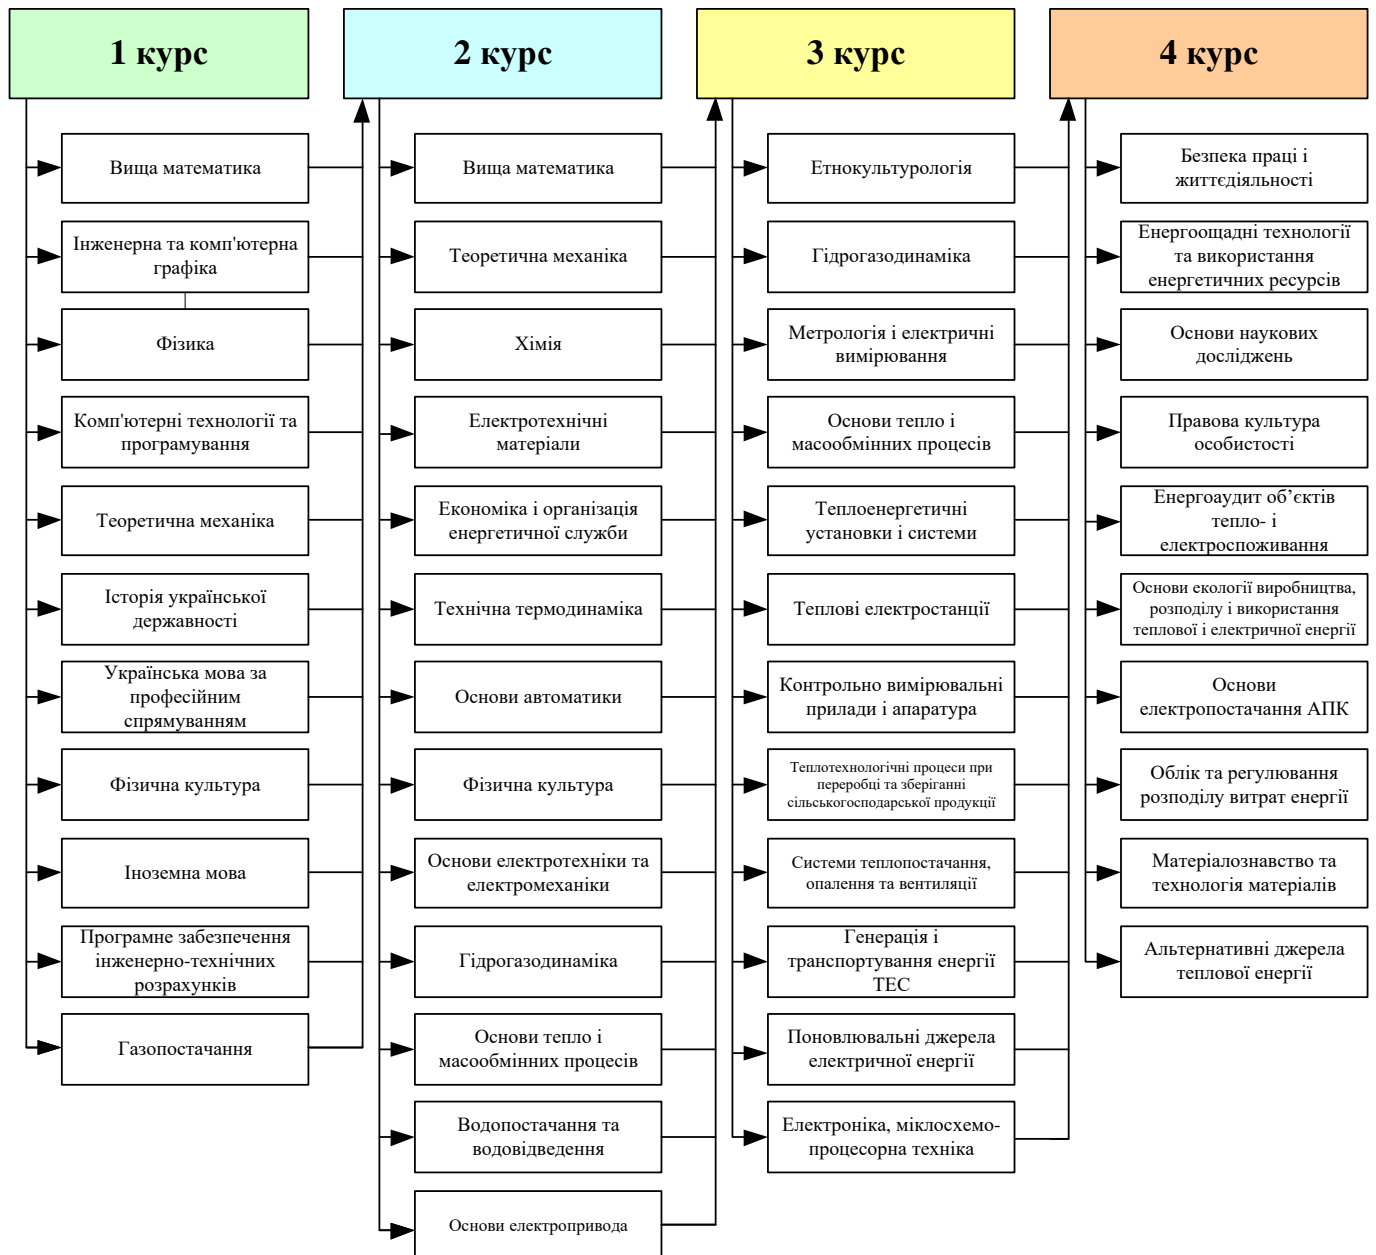 1 курс
Вища математика
Інженерна та комп'ютерна
графіка
Фізика
Комп'ютерні технології та
програмування
Теоретична механіка
Історія української
державності
Українська мова за
професійним
спрямуванням
Фізична культура
Іноземна мова
Програмне забезпечення
інженерно-технічних
розрахунків
Газопостачання
2 курс
Вища математика
Теоретична механіка
Хімія
Електротехнічні
матеріали
Економіка і організація
енергетичної служби
Технічна термодинаміка
Основи автоматики
Фізична культура
Основи електротехніки та
електромеханіки
Гідрогазодинаміка
Основи тепло і
масообмінних процесів
Водопостачання та
водовідведення
Основи електропривода
3 курс
Етнокультурологія
Гідрогазодинаміка
Метрологія і електричні
вимірювання
Основи тепло і
масообмінних процесів
Теплоенергетичні
установки і системи
Теплові електростанції
Контрольно вимірювальні
прилади і апаратура
Теплотехнологічні процеси при
переробці та зберіганні
сільськогосподарської продукції
Системи теплопостачання,
опалення та вентиляції
Генерація і
транспортування енергії
ТЕС
Поновлювальні джерела
електричної енергії
Електроніка, міклосхемо-
процесорна техніка
4 курс
Безпека праці і
життєдіяльності
Енергоощадні технології
та використання
енергетичних ресурсів
Основи наукових
досліджень
Правова культура
особистості
Енергоаудит об’єктів
тепло- і
електроспоживання
Основи екології виробництва,
розподілу і використання
теплової і електричної енергії
Основи
електропостачання АПК
Облік та регулювання
розподілу витрат енергії
Матеріалознавство та
технологія матеріалів
Альтернативні джерела
теплової енергії